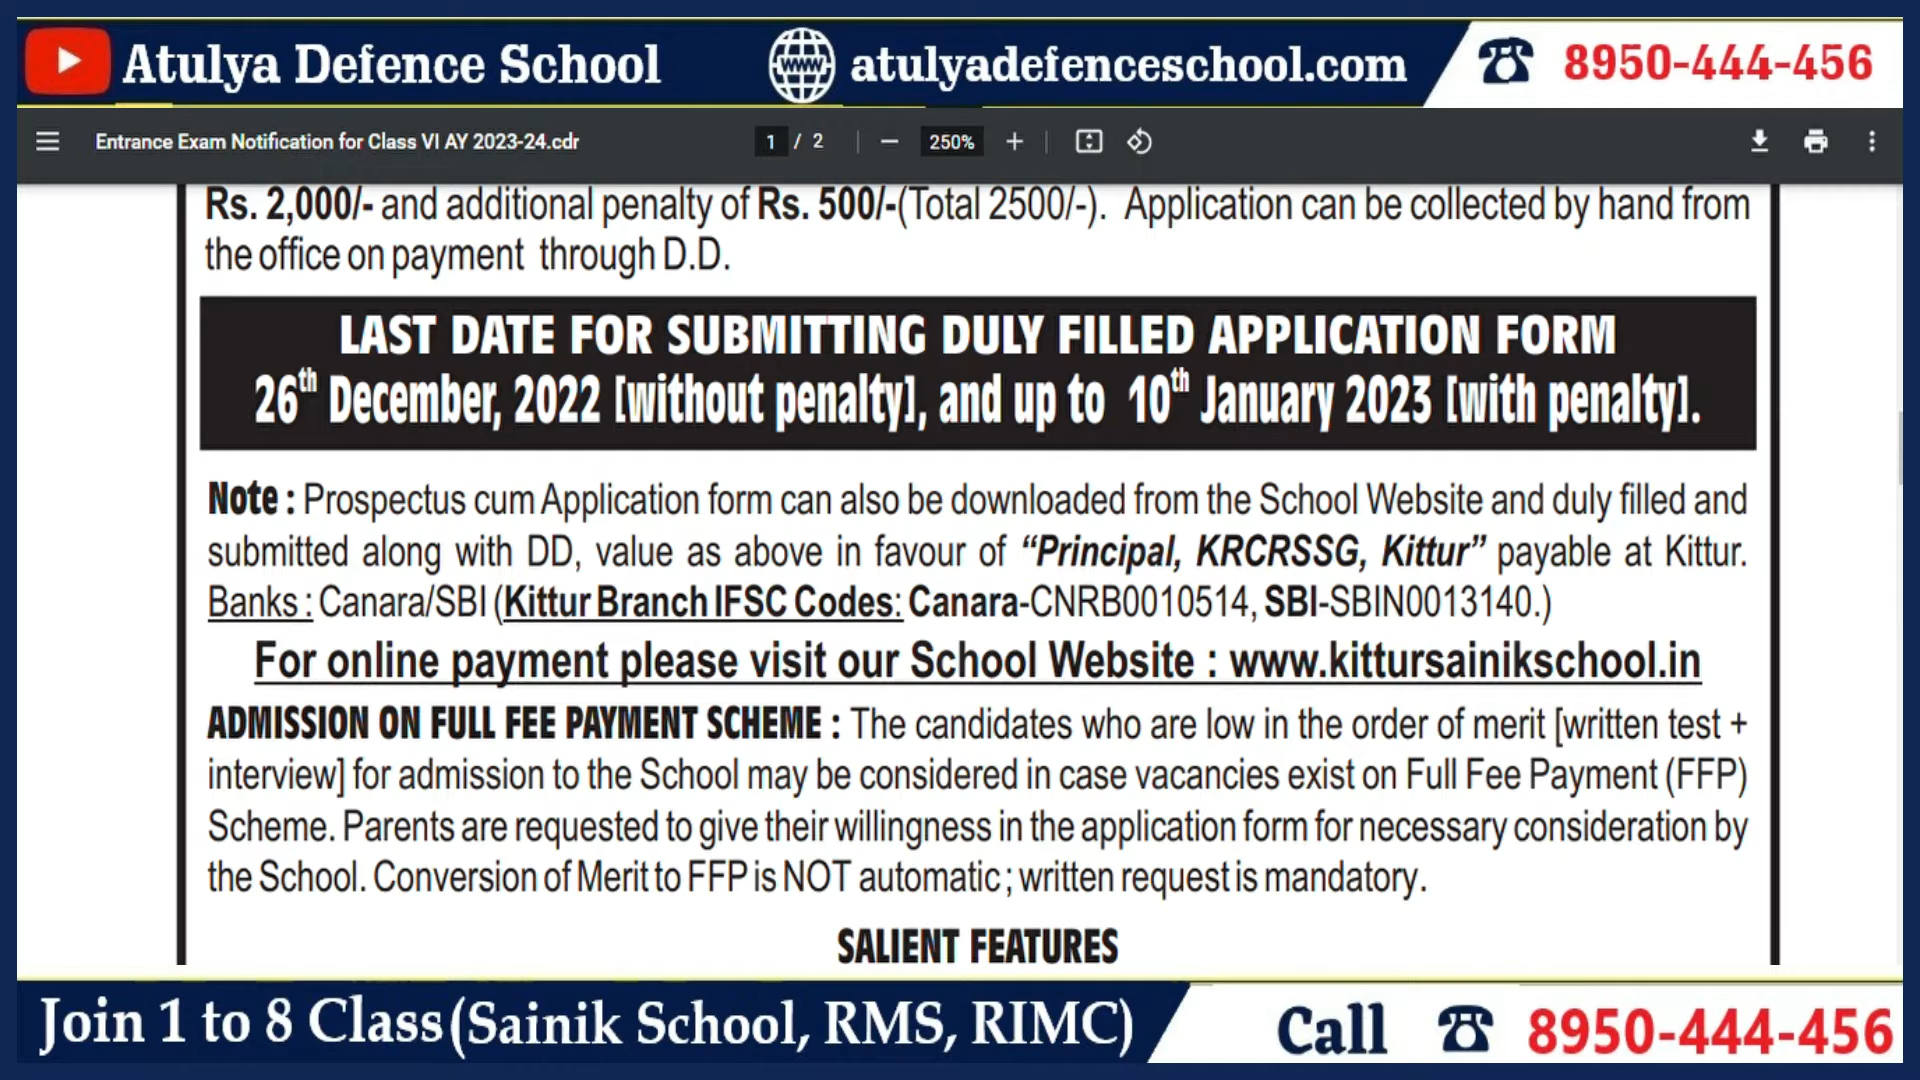 Atulya Defence School www atulyadefenceschool.com 8950-444-456
Entrance Exam Notification for Class VI AY 2023-24.cdr 1 / 2 250%
Rs. 2,000/- and additional penalty of Rs. 500/-(Total 2500/-). Application can be collected by hand from
the office on payment through D.D.
LAST DATE FOR SUBMITTING DULY FILLED APPLICATION FORM
26th December, 2022 [without penalty], and up to 10th January 2023 [with penalty].
Note : Prospectus cum Application form can also be downloaded from the School Website and duly filled and
submitted along with DD, value as above in favour of “Principal, KRCRSSG, Kittur” payable at Kittur.
Banks : Canara/SBI (Kittur Branch IFSC Codes: Canara-CNRB0010514, SBI-SBIN0013140.)
For online payment please visit our School Website : www.kittursainikschool.in
ADMISSION ON FULL FEE PAYMENT SCHEME : The candidates who are low in the order of merit [written test +
interview] for admission to the School may be considered in case vacancies exist on Full Fee Payment (FFP)
Scheme. Parents are requested to give their willingness in the application form for necessary consideration by
the School. Conversion of Merit to FFP is NOT automatic ; written request is mandatory.
SALIENT FEATURES
Join 1 to 8 Class (Sainik School, RMS, RIMC) Call 8950-444-456